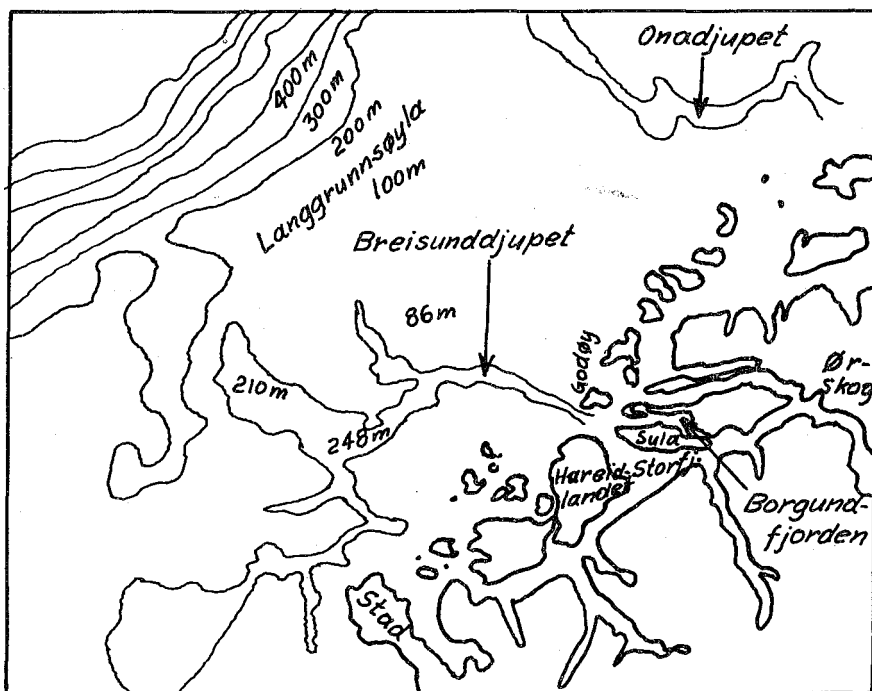 Onadjupet
400m
300m
200m
Langgrunnsøyla
100m
Breisunddjupet
86m
Godøy
Ør-
skog
210m
248m
Sula
Hareid-
landet
Storfj.
Borgund-
fjorden
Stad